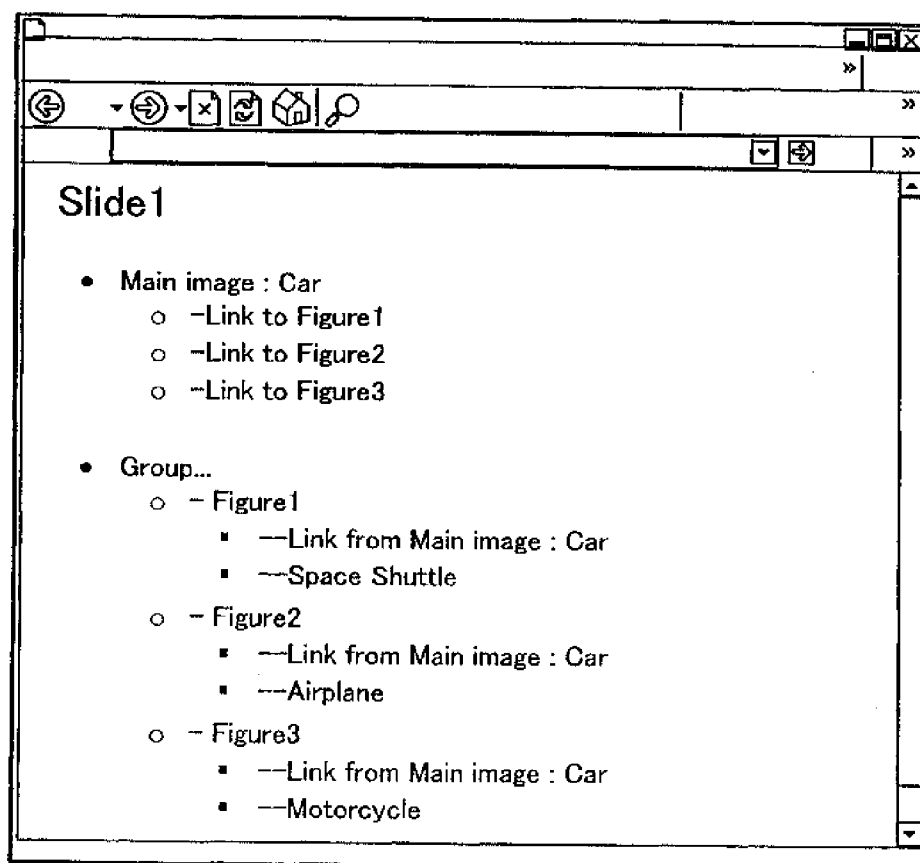 »
»
»
Slide1
• Main image : Car
○ -Link to Figure1
○ -Link to Figure2
○ -Link to Figure3
• Group...
○ - Figure1
▪ --Link from Main image : Car
▪ --Space Shuttle
○ - Figure2
▪ --Link from Main image : Car
▪ --Airplane
○ - Figure3
▪ --Link from Main image : Car
▪ --Motorcycle